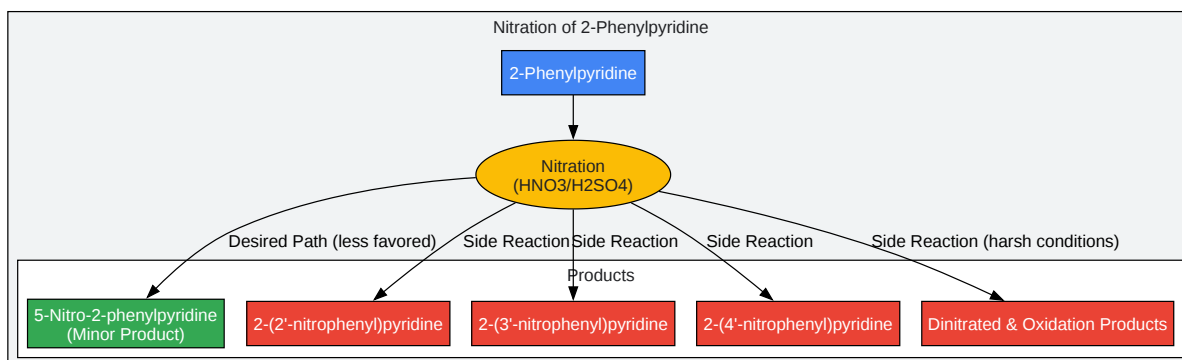 Nitration of 2-Phenylpyridine
2-Phenylpyridine
Nitration
(HNO3/H2SO4)
Desired Path (less favored)
Side Reaction
Side Reaction
Side Reaction
Side Reaction (harsh conditions)
Products
5-Nitro-2-phenylpyridine
(Minor Product)
2-(2'-nitrophenyl)pyridine
2-(3'-nitrophenyl)pyridine
2-(4'-nitrophenyl)pyridine
Dinitrated & Oxidation Products